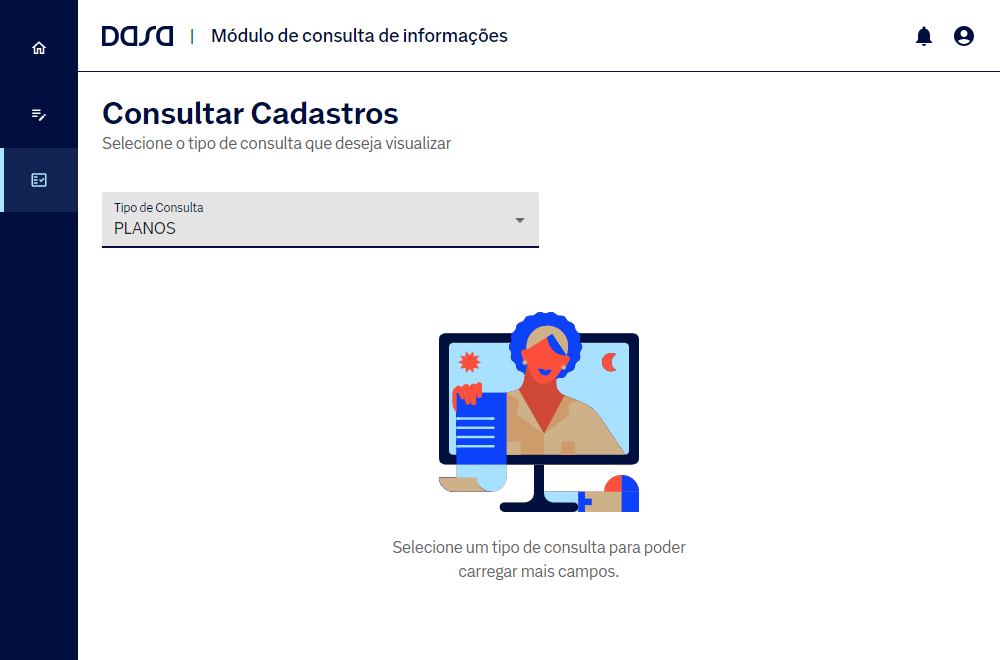 Dasa | Módulo de consulta de informações
Consultar Cadastros
Selecione o tipo de consulta que deseja visualizar
Tipo de Consulta
PLANOS
Selecione um tipo de consulta para poder
carregar mais campos.